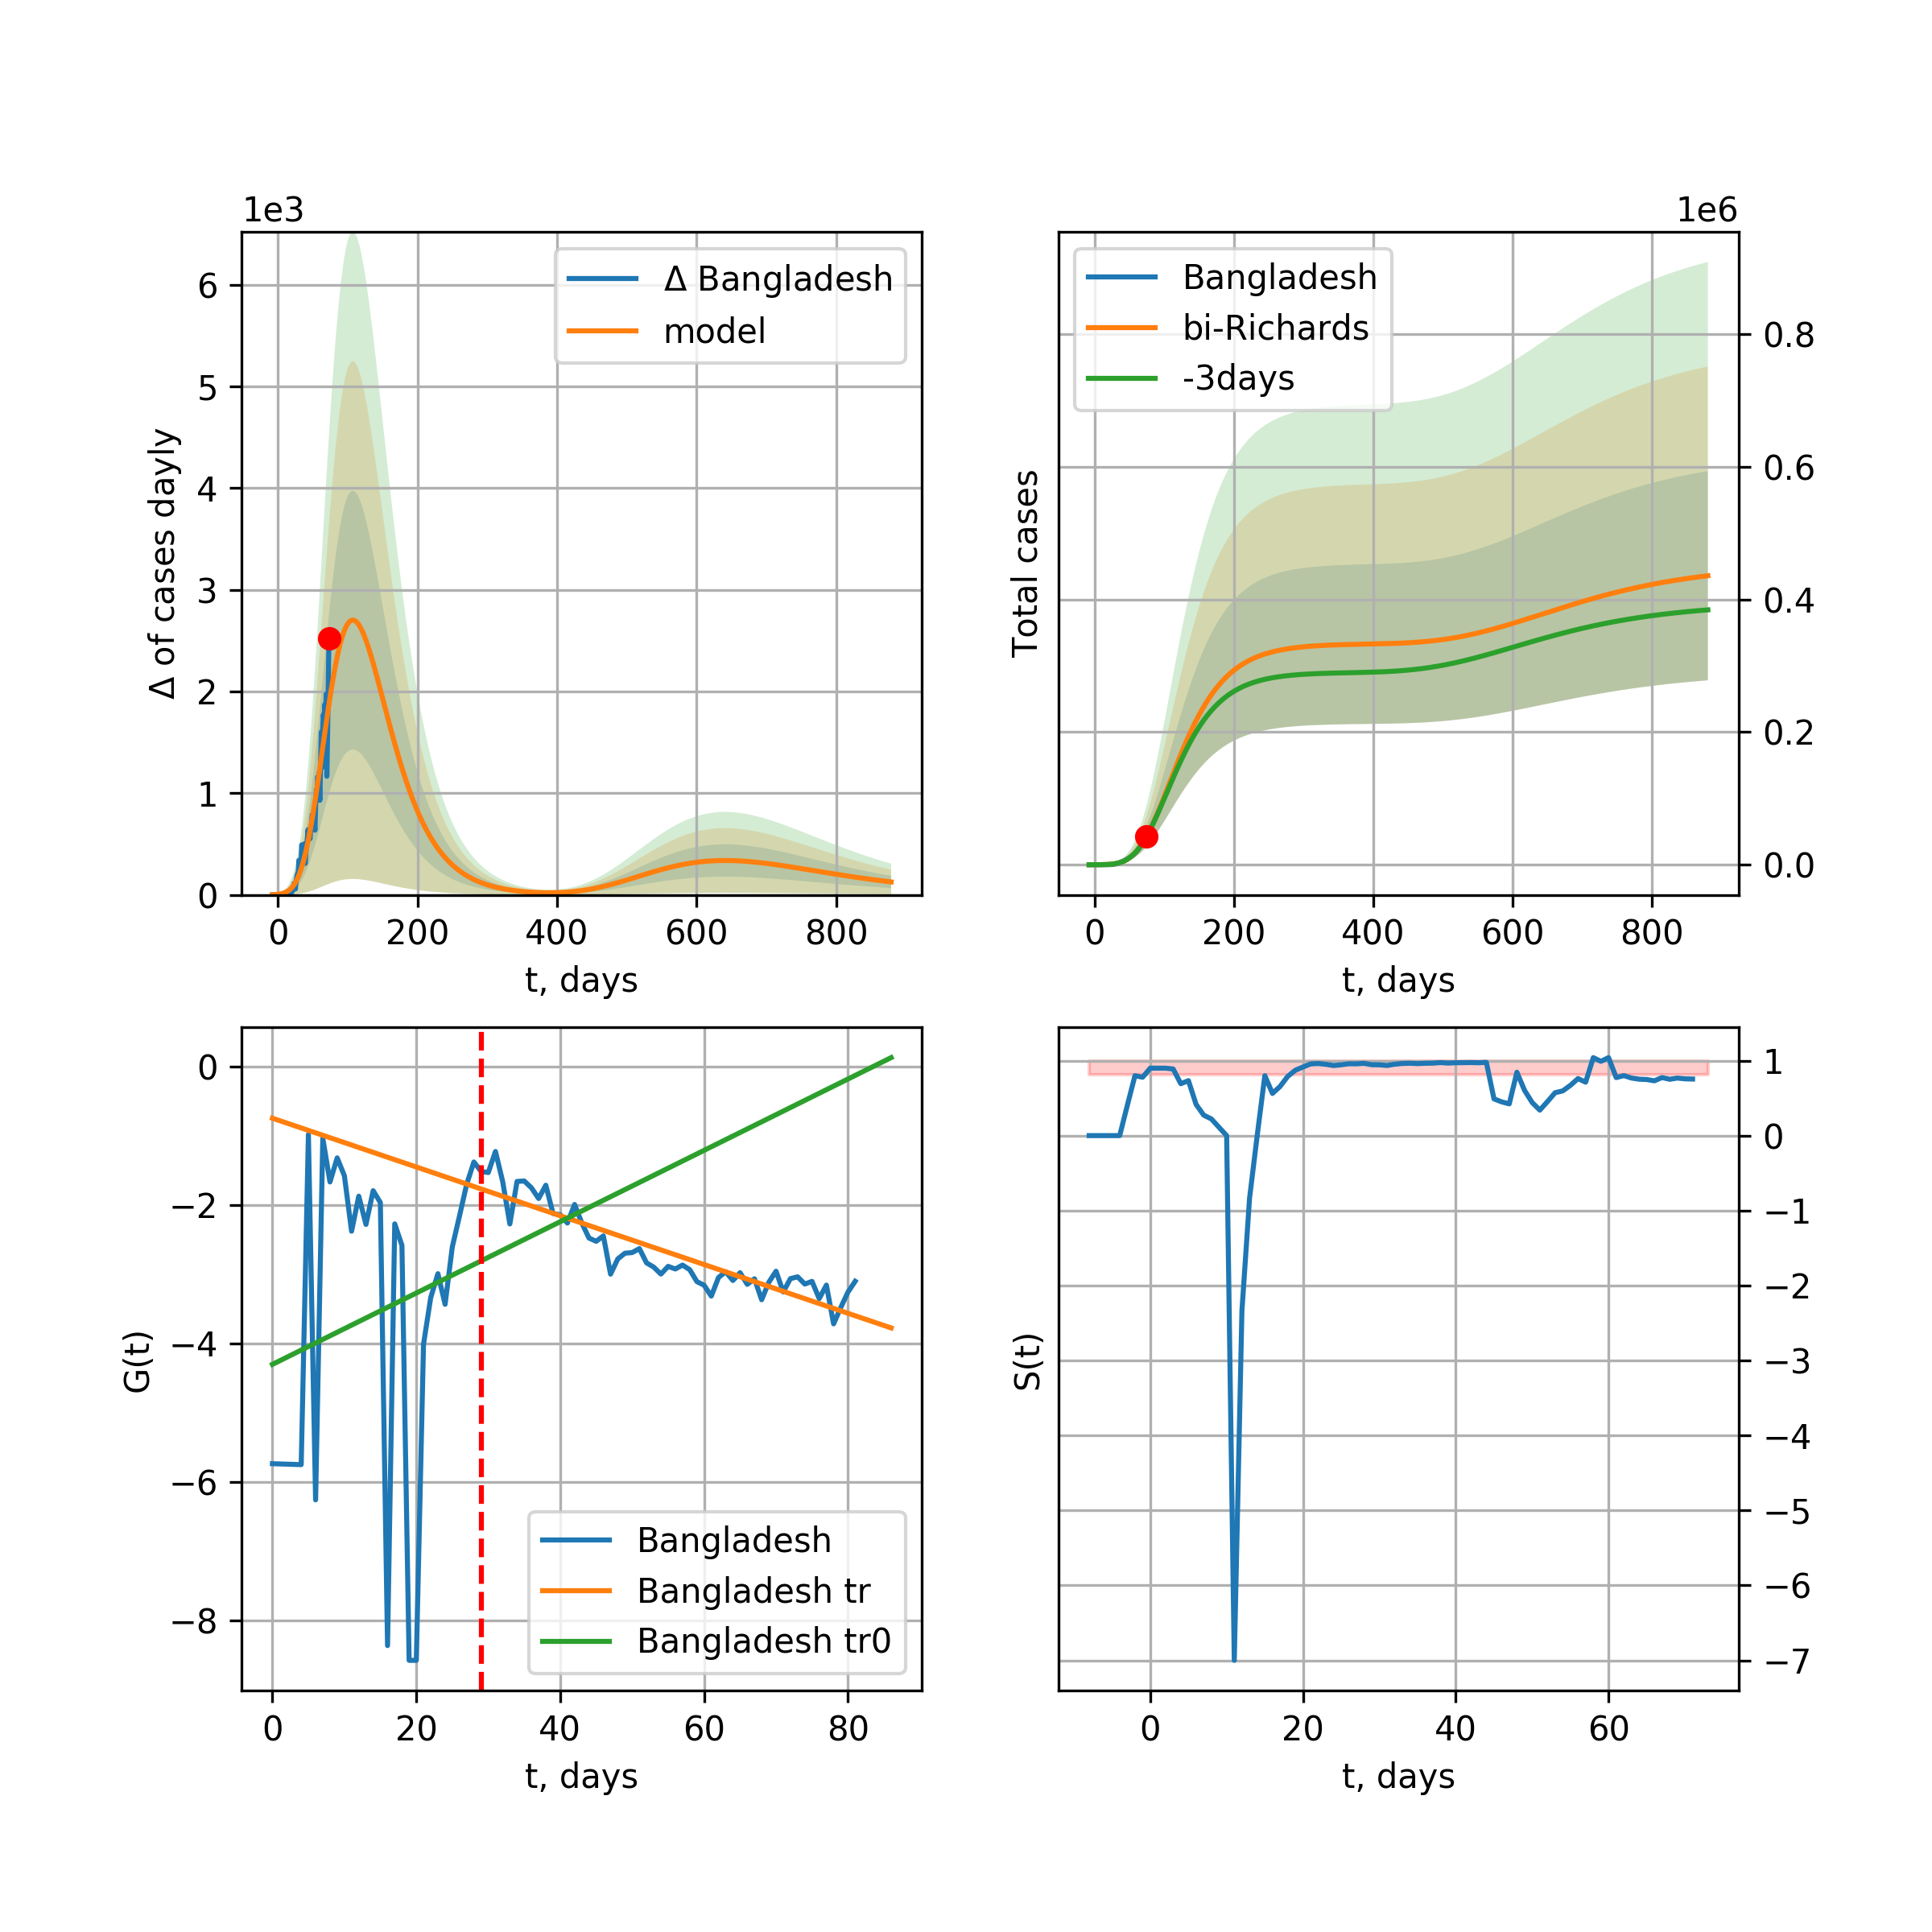 1e3
Δ of cases dayly
6
5
4
3
2
1
0
Δ Bangladesh
model
0 200 400 600 800
t, days
1e6
Total cases
Bangladesh
bi-Richards
-3days
0.8
0.6
0.4
0.2
0.0
0 200 400 600 800
t, days
G(t)
0
−2
−4
−6
−8
Bangladesh
Bangladesh tr
Bangladesh tr0
0 20 40 60 80
t, days
S(t)
1
0
−1
−2
−3
−4
−5
−6
−7
0 20 40 60
t, days